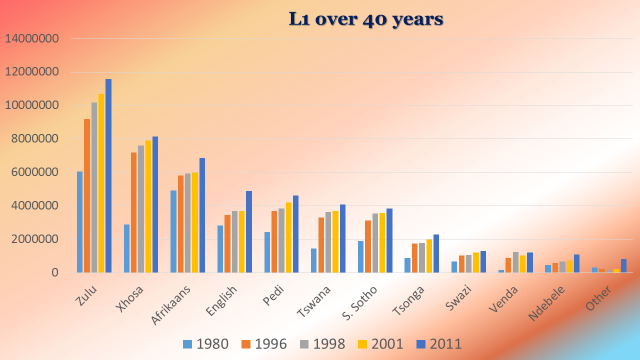 L1 over 40 years
14000000
12000000
10000000
8000000
6000000
4000000
2000000
0
Zulu
Xhosa
Afrikaans
English
Pedi
Tswana
S. Sotho
Tsonga
Swazi
Venda
Ndebele
Other
1980 1996 1998 2001 2011